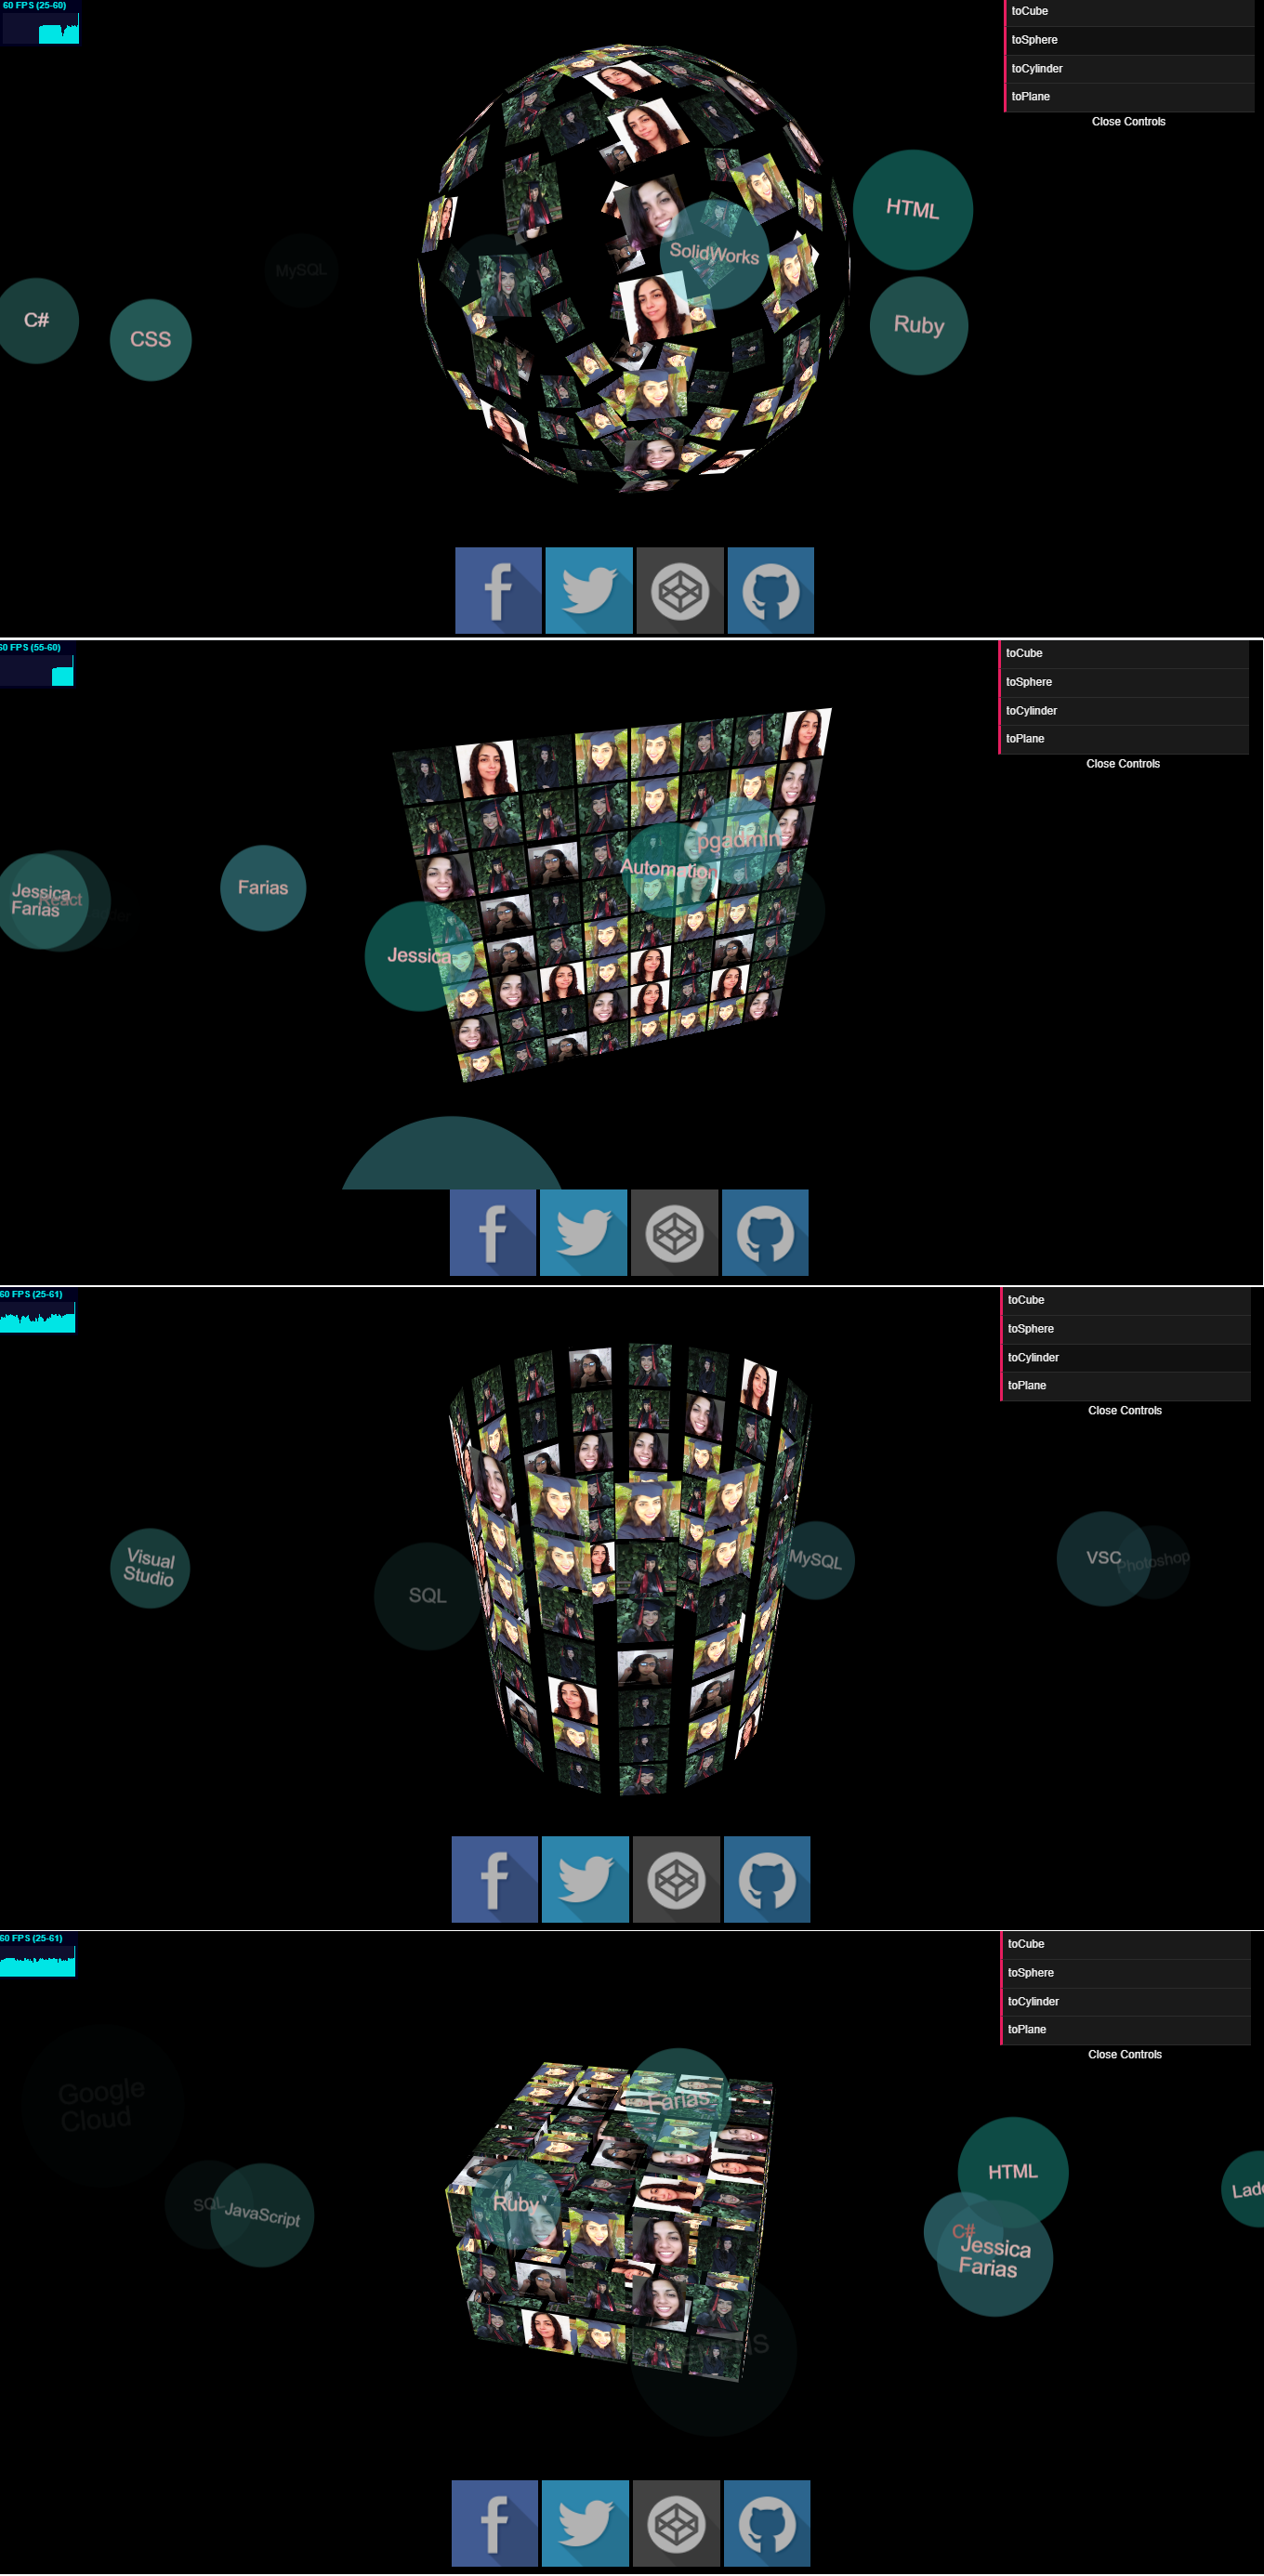 60 FPS (25-60)
toCube
toSphere
toCylinder
toPlane
Close Controls
HTML
SolidWorks
MySQL
C#
CSS
Ruby
60 FPS (55-60)
toCube
toSphere
toCylinder
toPlane
Close Controls
pgadmin
Automation
Jessica
Farias
React
Farias
Jessica
60 FPS (25-61)
toCube
toSphere
toCylinder
toPlane
Close Controls
Visual
Studio
SQL
MySQL
VSC
Photoshop
60 FPS (25-61)
toCube
toSphere
toCylinder
toPlane
Close Controls
Google
Cloud
Farias
SQL
JavaScript
Ruby
HTML
C#
Jessica
Farias